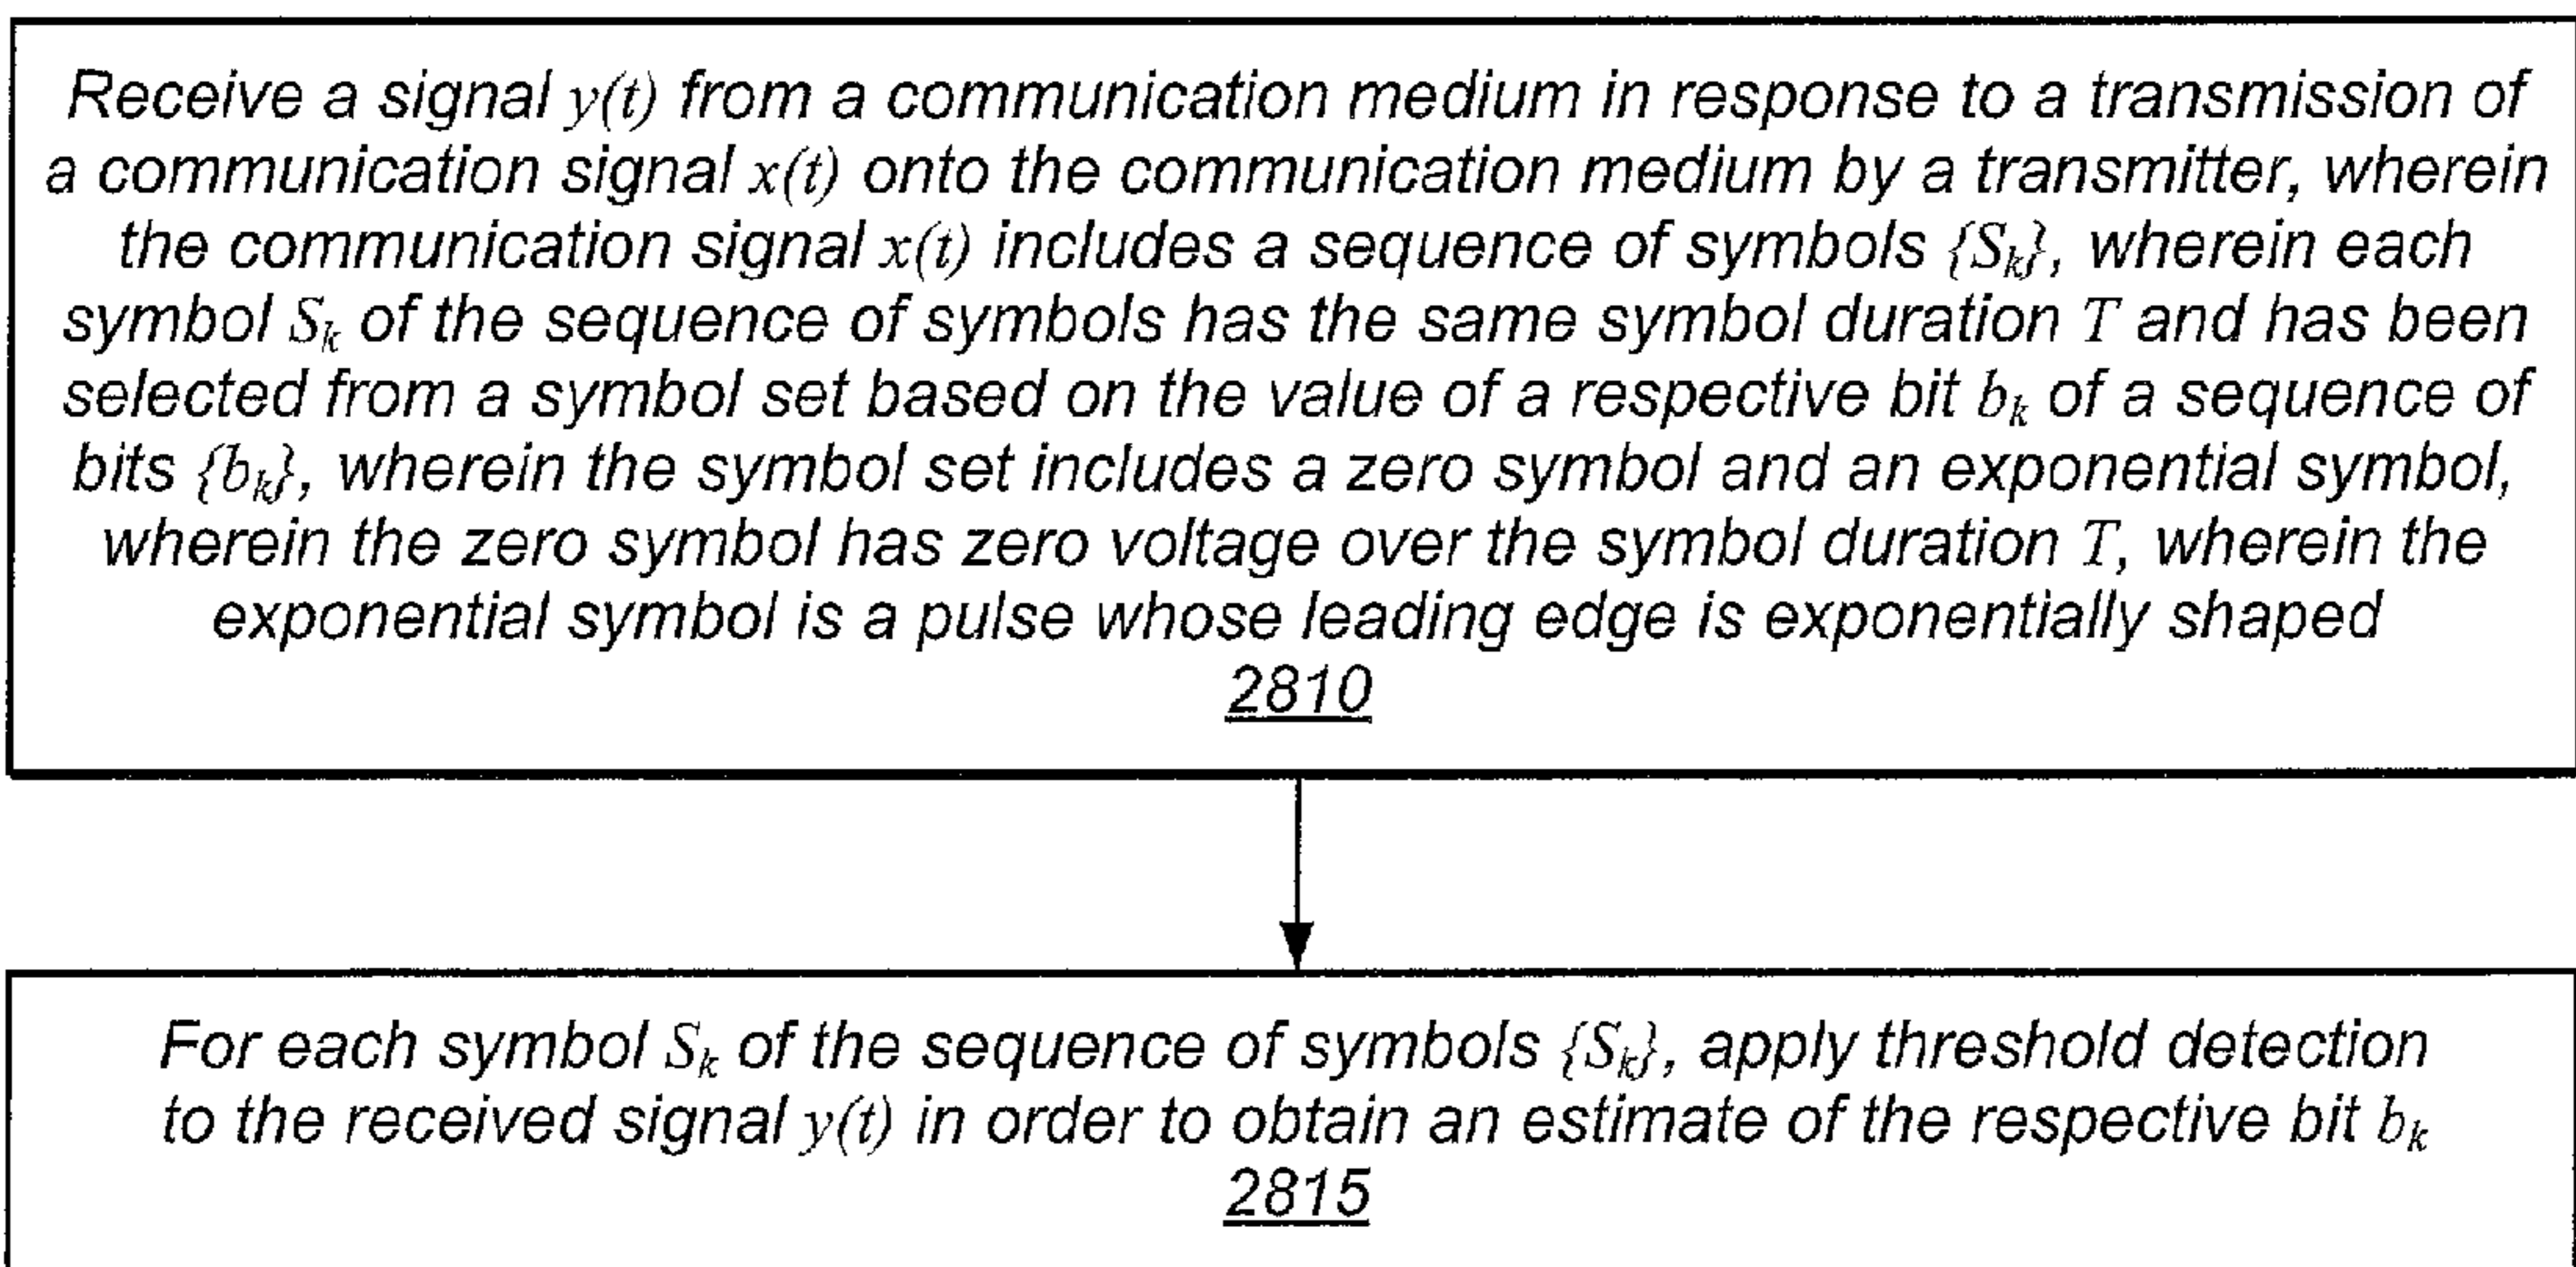 Receive a signal y(t) from a communication medium in response to a transmission of
a communication signal x(t) onto the communication medium by a transmitter, wherein
the communication signal x(t) includes a sequence of symbols {Sk}, wherein each
symbol Sk of the sequence of symbols has the same symbol duration T and has been
selected from a symbol set based on the value of a respective bit bk of a sequence of
bits {bk}, wherein the symbol set includes a zero symbol and an exponential symbol,
wherein the zero symbol has zero voltage over the symbol duration T, wherein the
exponential symbol is a pulse whose leading edge is exponentially shaped
2810
For each symbol Sk of the sequence of symbols {Sk}, apply threshold detection
to the received signal y(t) in order to obtain an estimate of the respective bit bk
2815